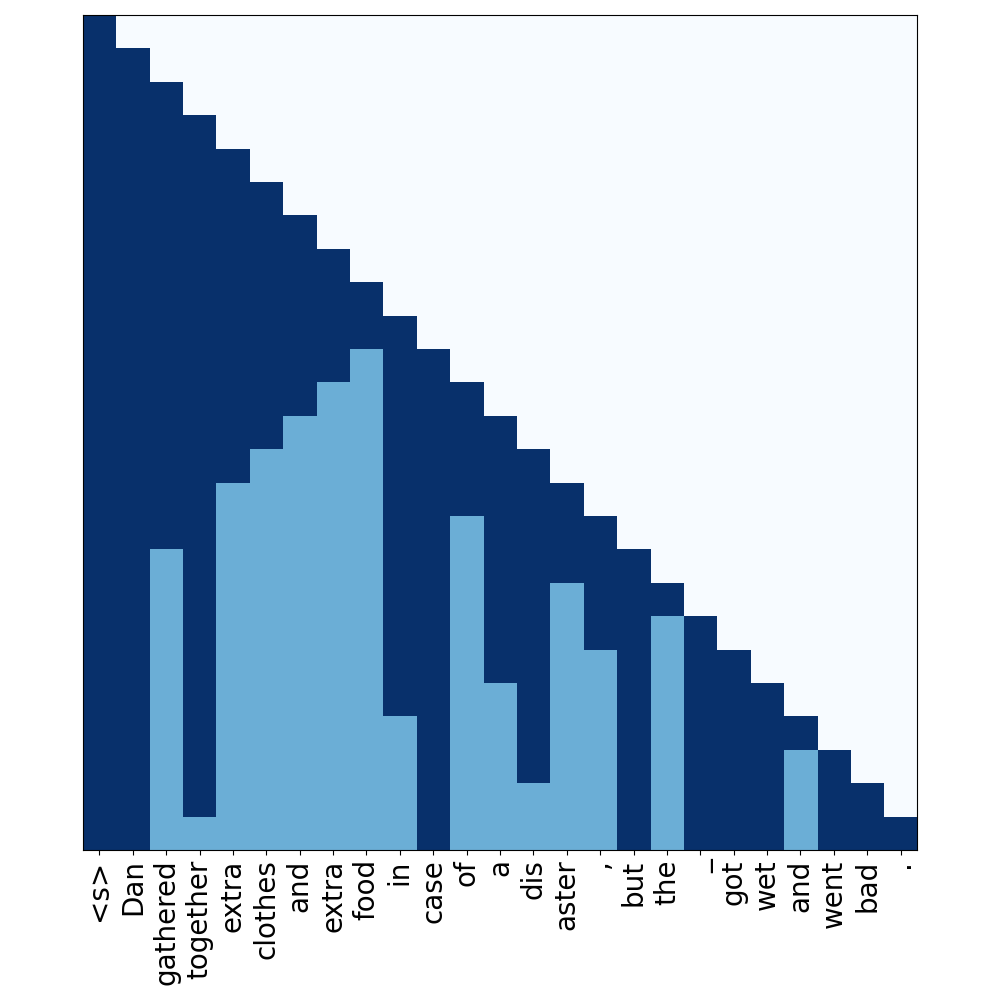 <s>
Dan
gathered
together
extra
clothes
and
extra
food
in
case
of
a
dis
aster
,
but
the
_
got
wet
and
went
bad
.